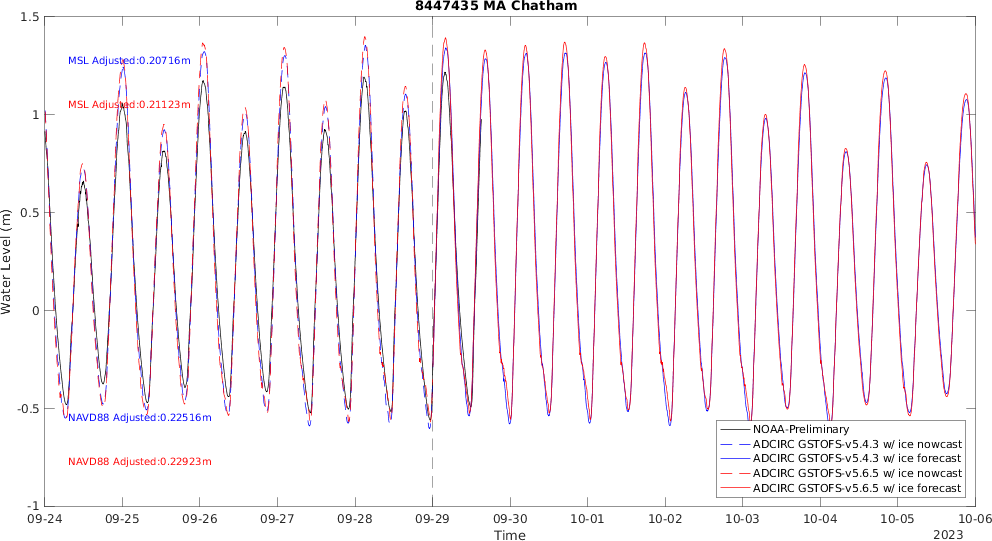 8447435 MA Chatham
1.5
1
0.5
0
-0.5
-1
Water Level (m)
MSL Adjusted:0.20716m
MSL Adjusted:0.21123m
NAVD88 Adjusted:0.22516m
NAVD88 Adjusted:0.22923m
NOAA-Preliminary
ADCIRC GSTOFS-v5.4.3 w/ ice nowcast
ADCIRC GSTOFS-v5.4.3 w/ ice forecast
ADCIRC GSTOFS-v5.6.5 w/ ice nowcast
ADCIRC GSTOFS-v5.6.5 w/ ice forecast
09-24 09-25 09-26 09-27 09-28 09-29 09-30 10-01 10-02 10-03 10-04 10-05 10-06
Time
2023